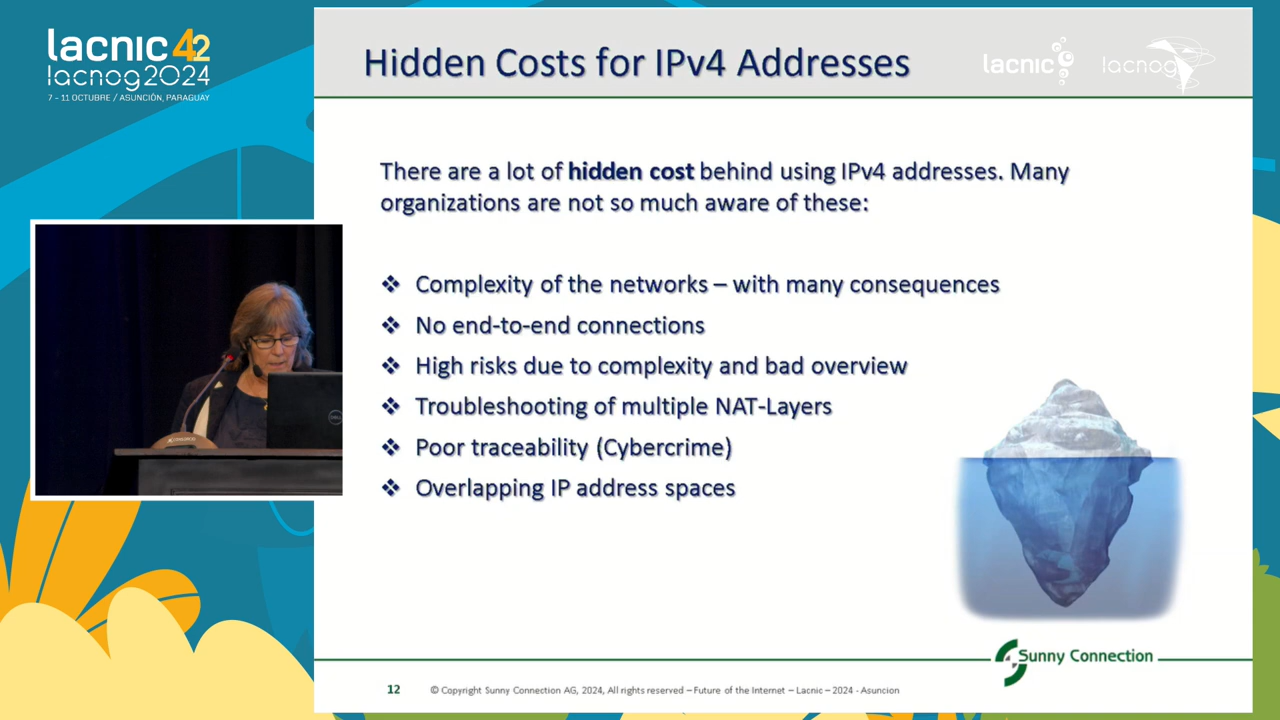 lacnic 42
lacnog2024
7 - 11 OCTUBRE / ASUNCIÓN, PARAGUAY
Hidden Costs for IPv4 Addresses
lacnic
lacnog
There are a lot of hidden cost behind using IPv4 addresses. Many
organizations are not so much aware of these:
❖ Complexity of the networks – with many consequences
❖ No end-to-end connections
❖ High risks due to complexity and bad overview
❖ Troubleshooting of multiple NAT-Layers
❖ Poor traceability (Cybercrime)
❖ Overlapping IP address spaces
DELL
Sunny Connection
12 © Copyright Sunny Connection AG, 2024, All rights reserved – Future of the Internet – Lacnic – 2024 - Asuncion